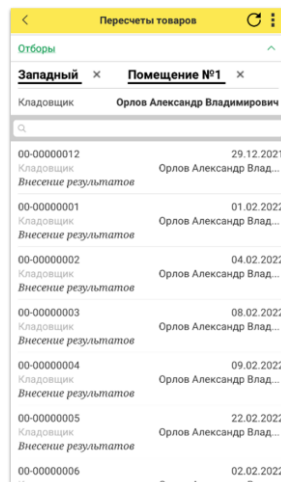 Пересчеты товаров
Отборы
Западный × Помещение №1 ×
Кладовщик Орлов Александр Владимирович
00-00000012 29.12.2021
Кладовщик Орлов Александр Влад...
Внесение результатов
00-00000001 01.02.2022
Кладовщик Орлов Александр Влад...
Внесение результатов
00-00000002 04.02.2022
Кладовщик Орлов Александр Влад...
Внесение результатов
00-00000003 08.02.2022
Кладовщик Орлов Александр Влад...
Внесение результатов
00-00000004 09.02.2022
Кладовщик Орлов Александр Влад...
Внесение результатов
00-00000005 22.02.2022
Кладовщик Орлов Александр Влад...
Внесение результатов
00-00000006 02.02.2022